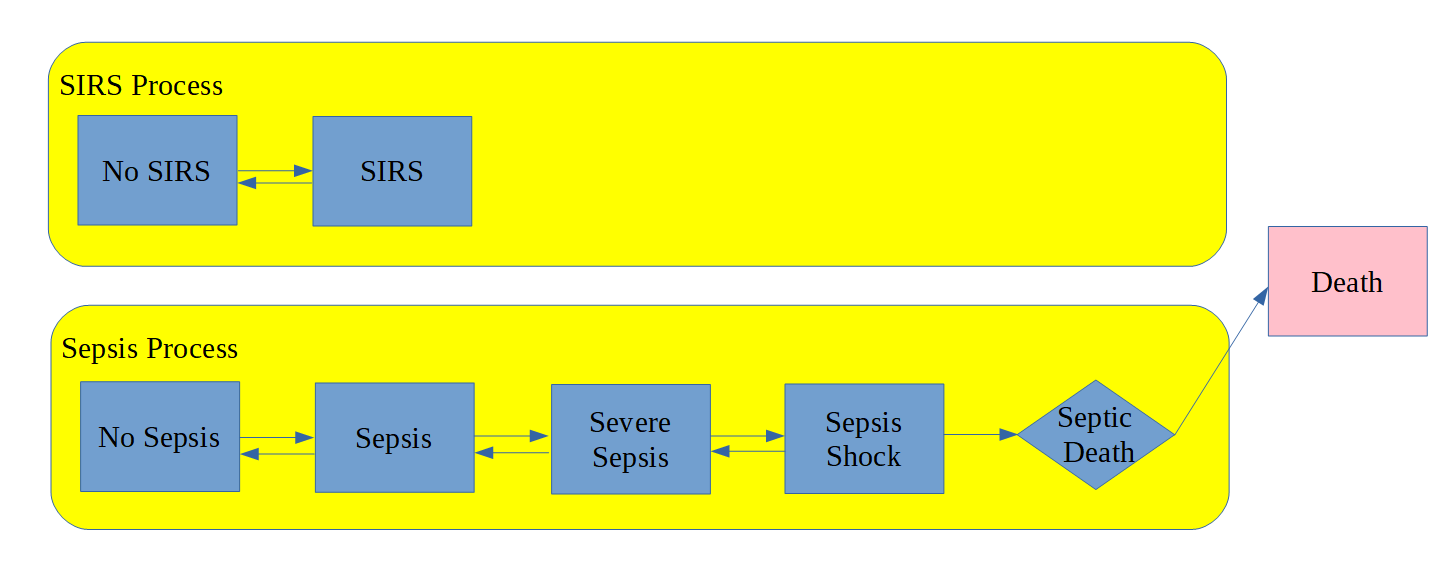 SIRS Process
No SIRS
SIRS
Death
Sepsis Process
No Sepsis
Sepsis
Severe
Sepsis
Sepsis
Shock
Septic
Death